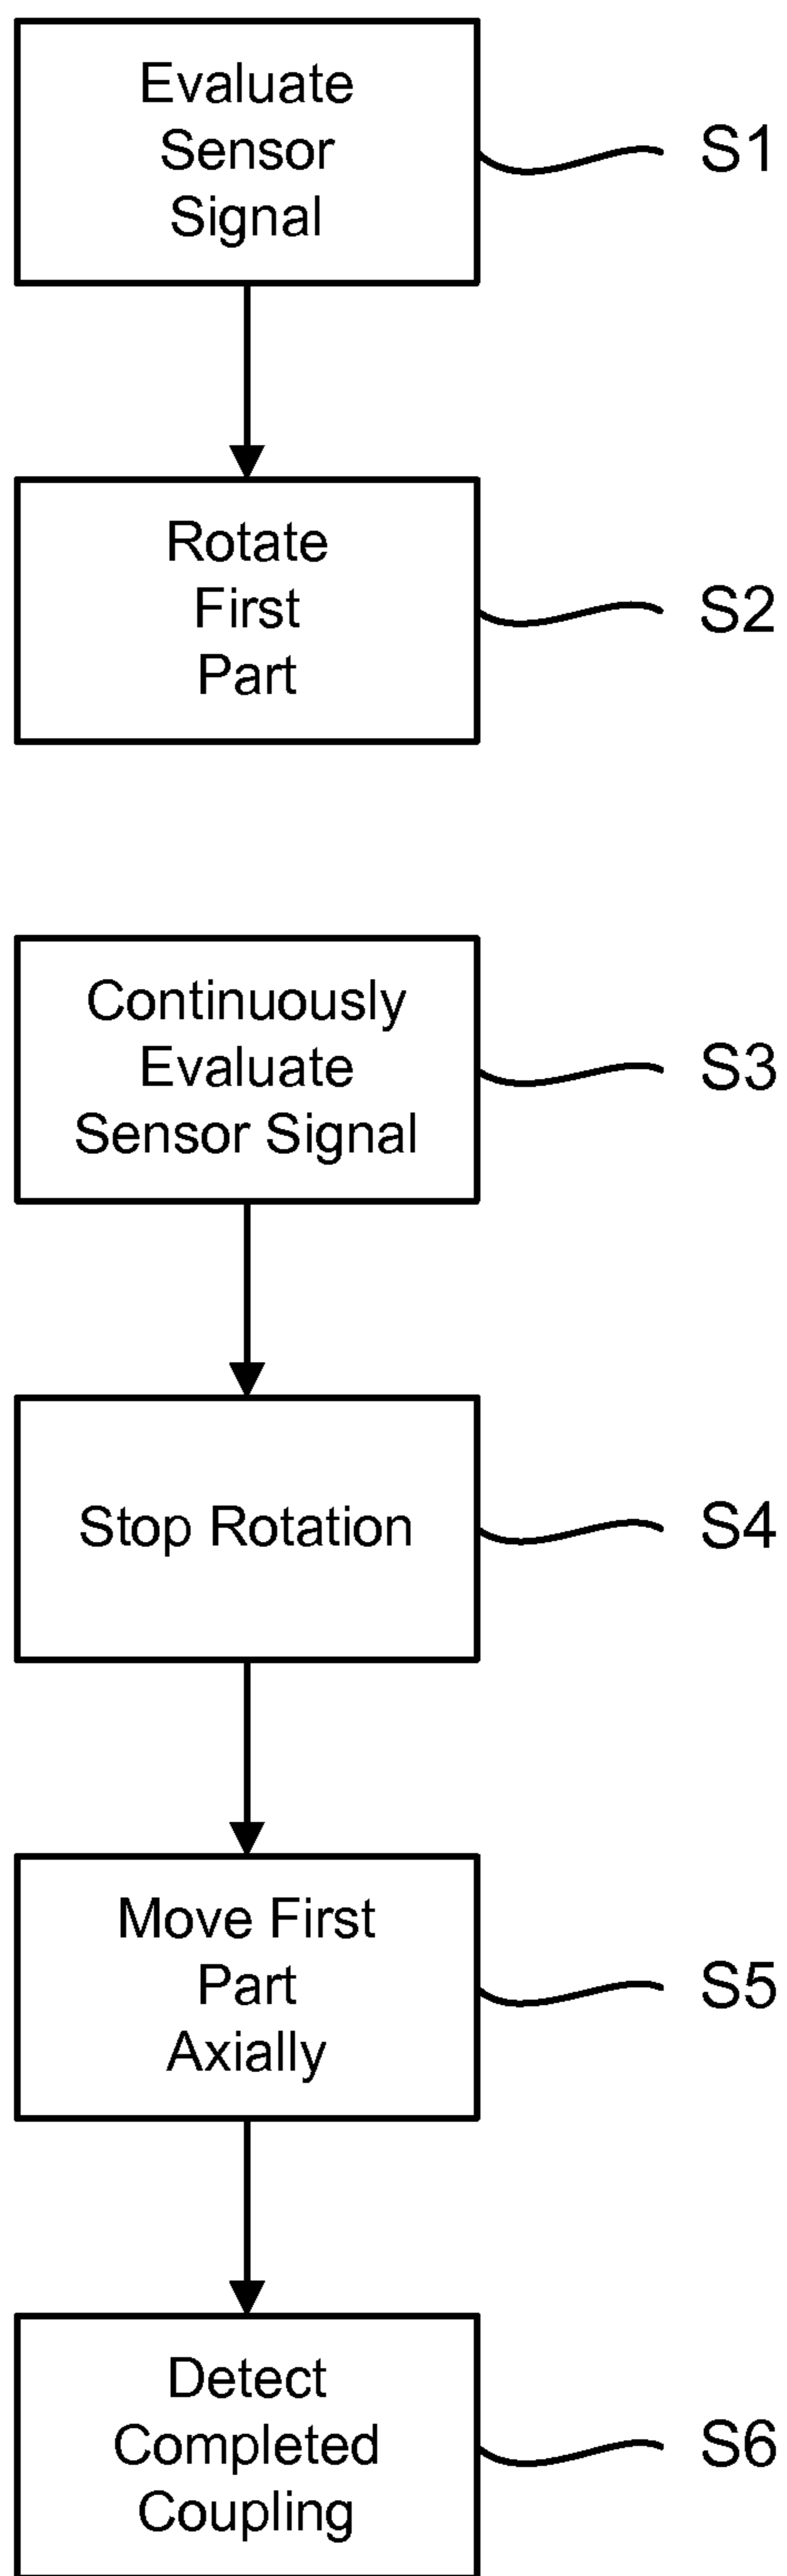 Evaluate
Sensor
Signal
S1
Rotate
First
Part
S2
Continuously
Evaluate
Sensor Signal
S3
Stop Rotation
S4
Move First
Part
Axially
S5
Detect
Completed
Coupling
S6